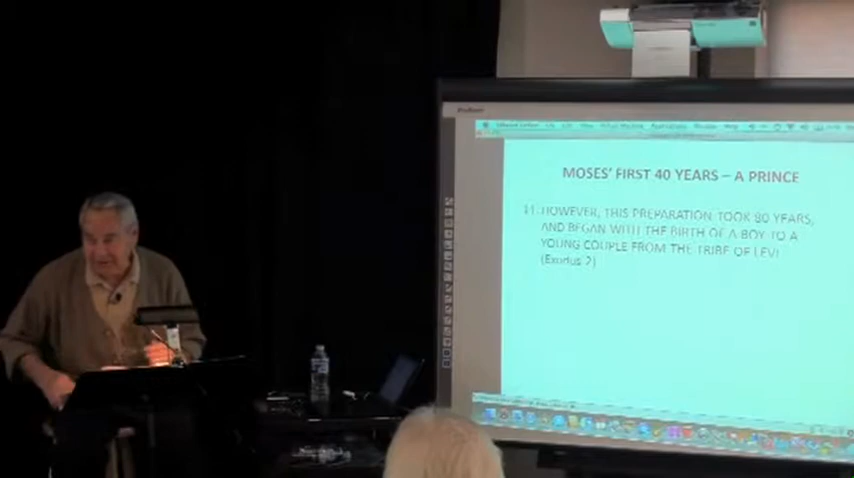 MOSES' FIRST 40 YEARS – A PRINCE
11. HOWEVER, THIS PREPARATION TOOK 80 YEARS,
AND BEGAN WITH THE BIRTH OF A BOY TO A
YOUNG COUPLE FROM THE TRIBE OF LEVI
(Exodus 2)